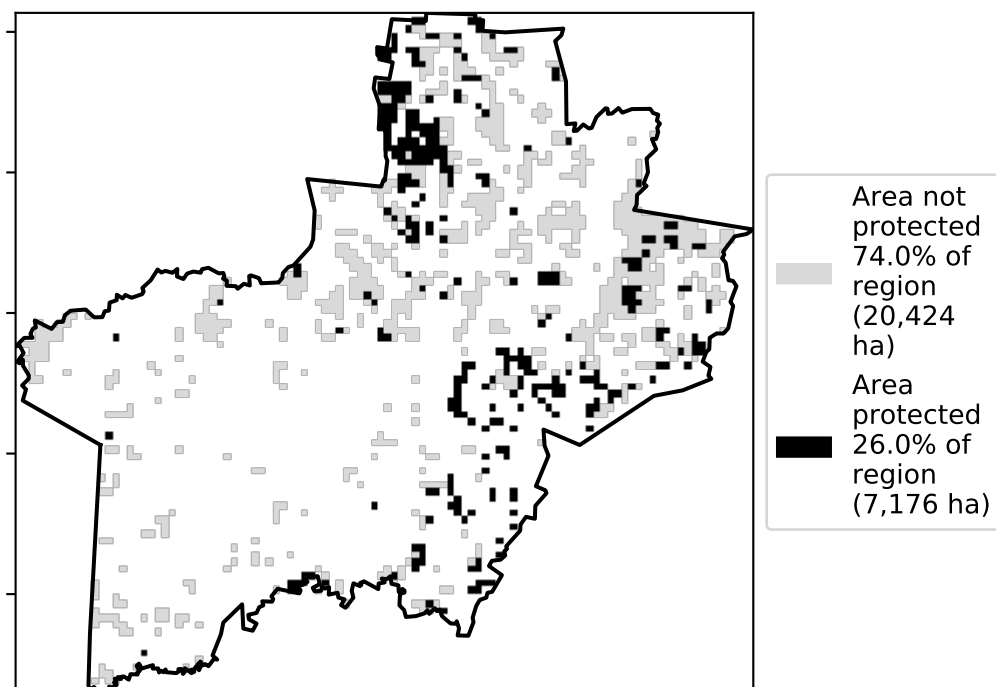 Area not
protected
74.0% of
region
(20,424
ha)
Area
protected
26.0% of
region
(7,176 ha)